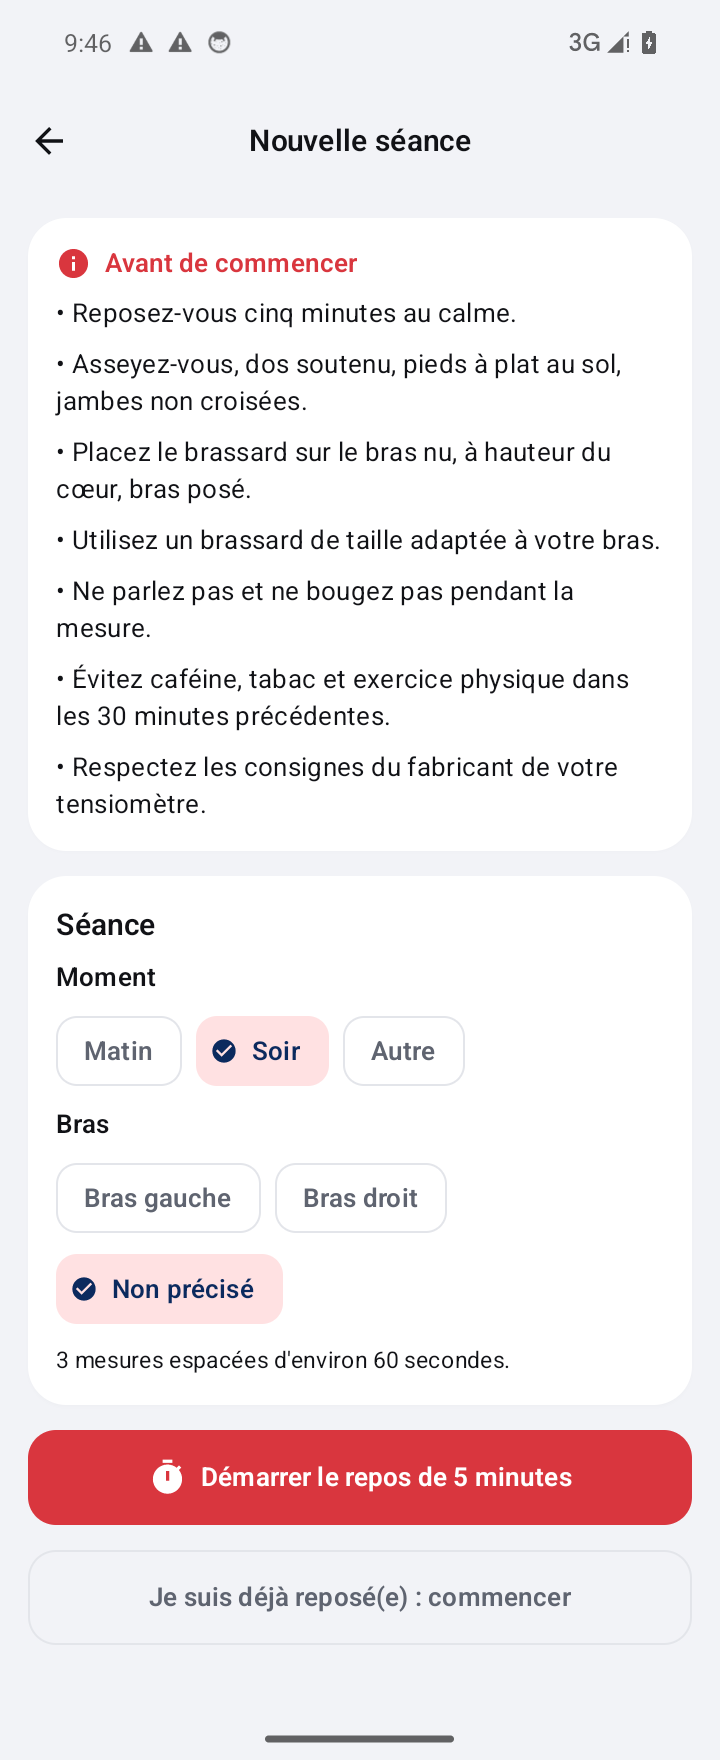 9:46
3G
Nouvelle séance
Avant de commencer
• Reposez-vous cinq minutes au calme.
• Asseyez-vous, dos soutenu, pieds à plat au sol,
jambes non croisées.
• Placez le brassard sur le bras nu, à hauteur du
cœur, bras posé.
• Utilisez un brassard de taille adaptée à votre bras.
• Ne parlez pas et ne bougez pas pendant la
mesure.
• Évitez caféine, tabac et exercice physique dans
les 30 minutes précédentes.
• Respectez les consignes du fabricant de votre
tensiomètre.
Séance
Moment
Matin
Soir
Autre
Bras
Bras gauche
Bras droit
Non précisé
3 mesures espacées d'environ 60 secondes.
Démarrer le repos de 5 minutes
Je suis déjà reposé(e) : commencer